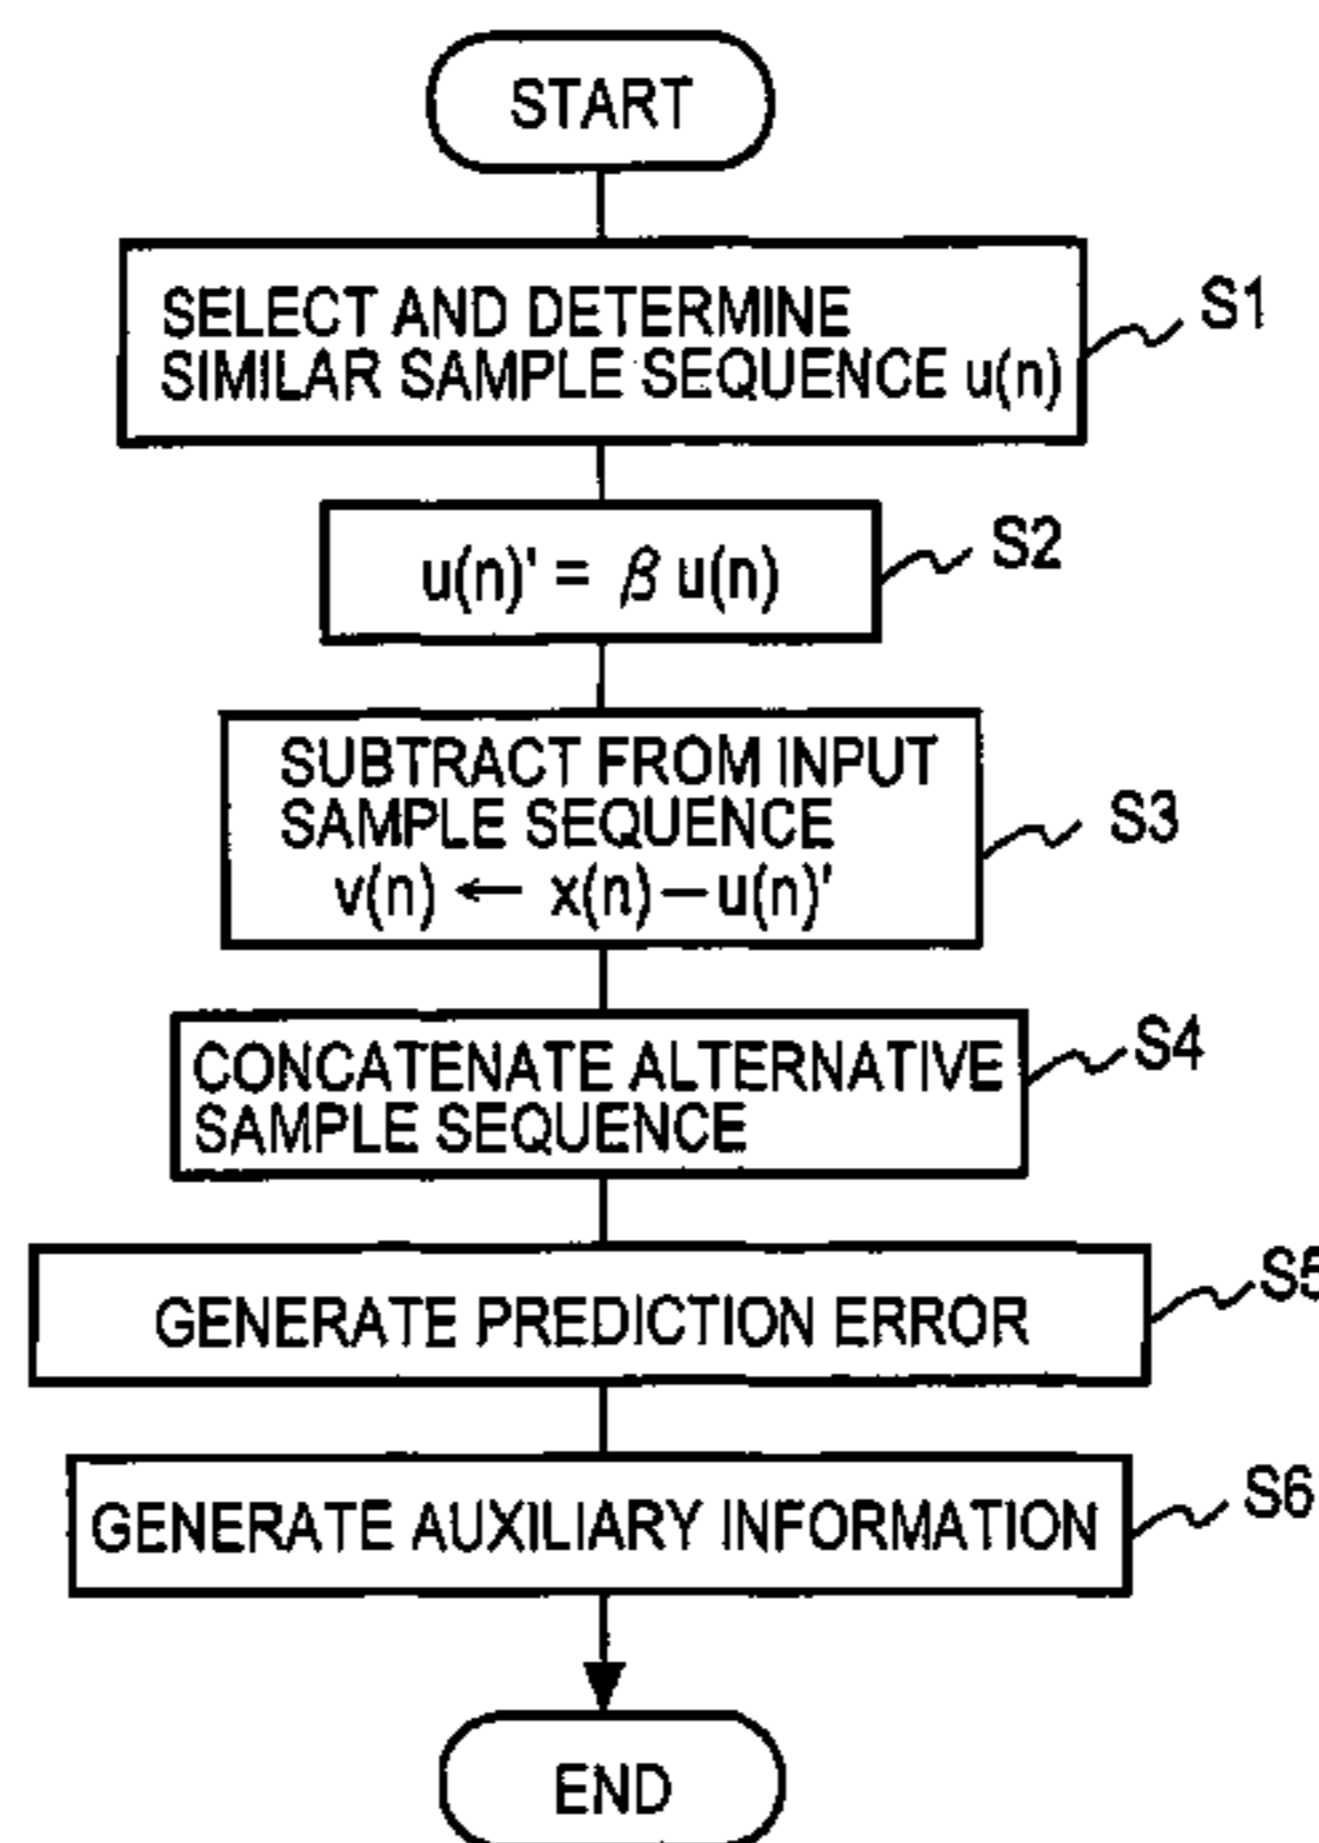 START
SELECT AND DETERMINE
SIMILAR SAMPLE SEQUENCE u(n)
S1
u(n)' = β u(n)
S2
SUBTRACT FROM INPUT
SAMPLE SEQUENCE
v(n) ← x(n) − u(n)'
S3
CONCATENATE ALTERNATIVE
SAMPLE SEQUENCE
S4
GENERATE PREDICTION ERROR
S5
GENERATE AUXILIARY INFORMATION
S6
END